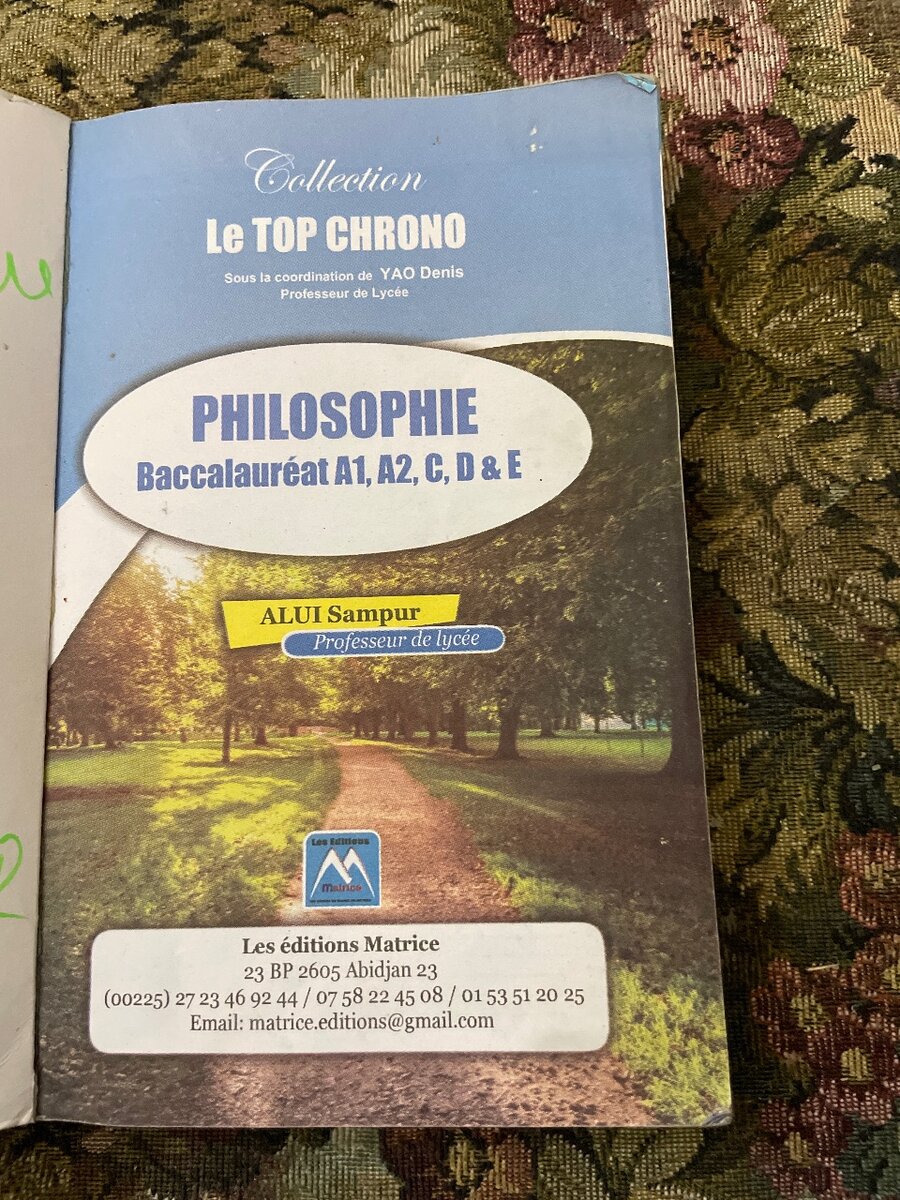 Collection
Le TOP CHRONO
Sous la coordination de YAO Denis
Professeur de Lycée
PHILOSOPHIE
Baccalauréat A1, A2, C, D & E
ALUI Sampur
Professeur de lycée
Les Editions
Matrice
Les éditions Matrice
23 BP 2605 Abidjan 23
(00225) 27 23 46 92 44 / 07 58 22 45 08 / 01 53 51 20 25
Email: matrice.editions@gmail.com